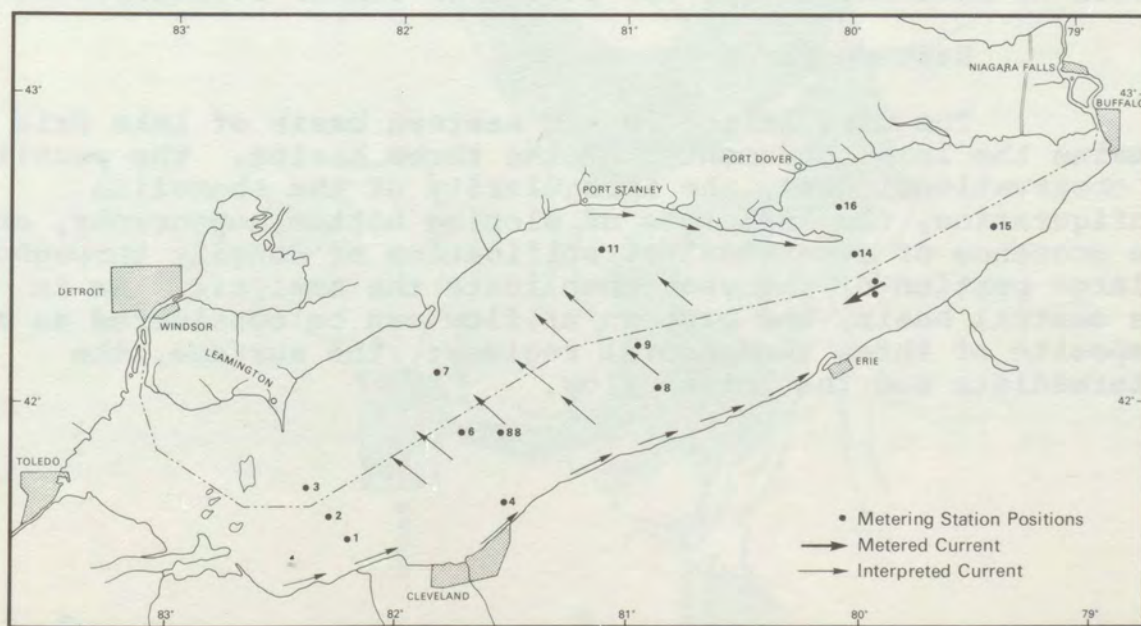 83° 82° 81° 80° 79°
43° 43°
NIAGARA FALLS
BUFFALO
PORT DOVER
PORT STANLEY
16
15
11
14
DETROIT
WINDSOR
LEAMINGTON
9
ERIE
7
8
42° 42°
6 88
TOLEDO
3
4
2
1
CLEVELAND
Metering Station Positions
Metered Current
Interpreted Current
83° 82° 81° 80° 79°